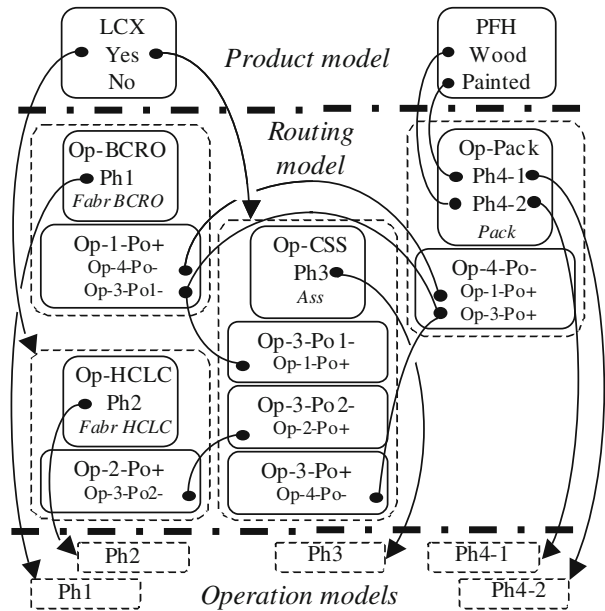 LCX
Yes
No
Product model
PFH
Wood
Painted
Routing
model
Op-BCRO
Ph1
Fabr BCRO
Op-1-Po+
Op-4-Po-
Op-3-Po1-
Op-HCLC
Ph2
Fabr HCLC
Op-2-Po+
Op-3-Po2-
Op-CSS
Ph3
Ass
Op-3-Po 1-
Op-1-Po+
Op-3-Po2-
Op-2-Po+
Op-3-Po+
Op-4-Po-
Op-Pack
Ph4-1
Ph4-2
Pack
Op-4-Po-
Op-1-Po+
Op-3-Po+
Ph2
Ph3
Ph4-1
Ph1
Operation models
Ph4-2